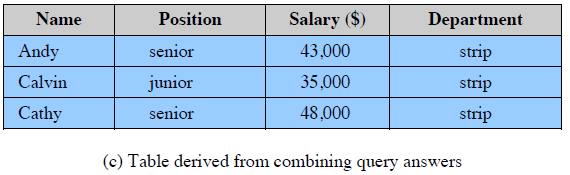 Name Position Salary ($) Department
Andy senior 43,000 strip
Calvin junior 35,000 strip
Cathy senior 48,000 strip
(c) Table derived from combining query answers